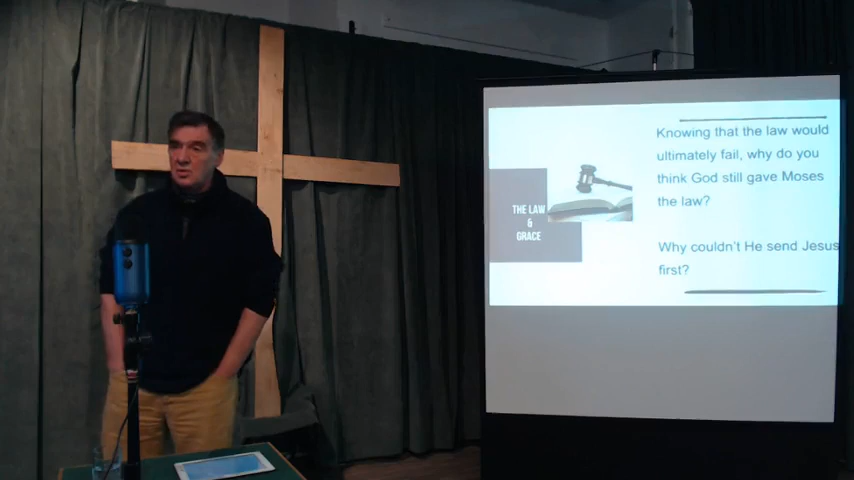 THE LAW
&
GRACE
Knowing that the law would
ultimately fail, why do you
think God still gave Moses
the law?
Why couldn't He send Jesus
first?